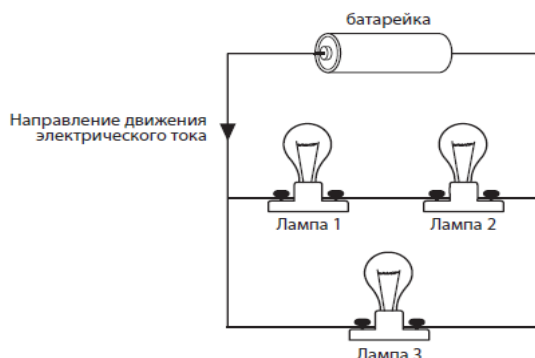 батарейка
Направление движения
электрического тока
Лампа 1
Лампа 2
Лампа 3